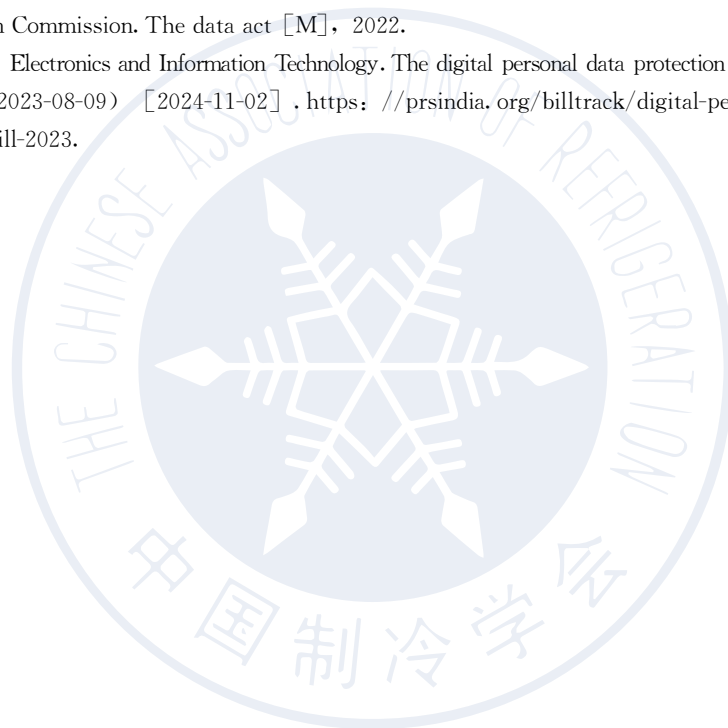 n Commission. The data act［M］，2022.
Electronics and Information Technology. The digital personal data protection
2023-08-09）［2024-11-02］. https：//prsindia. org/billtrack/digital-pe
ill-2023.
THE CHINESE ASSOCIATION OF REFRIGERATION
中国制冷学会